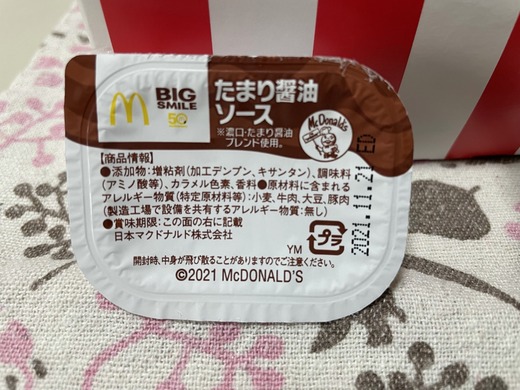 BIG
SMILE
50
たまり醤油
ソース
※濃口・たまり醤油
ブレンド使用。
McDonald's
【商品情報】
●添加物:増粘剤(加工デンプン、キサンタン)、調味料
(アミノ酸等)、カラメル色素、香料●原材料に含まれる
アレルギー物質(特定原材料等):小麦、牛肉、大豆、豚肉
(製造工場で設備を共有するアレルギー物質:無し)
●賞味期限:この面の右に記載
日本マクドナルド株式会社
YM
プラ
2021.11.21 ED
開封時、中身が飛び散ることがありますのでご注意ください。
©2021 McDONALD'S